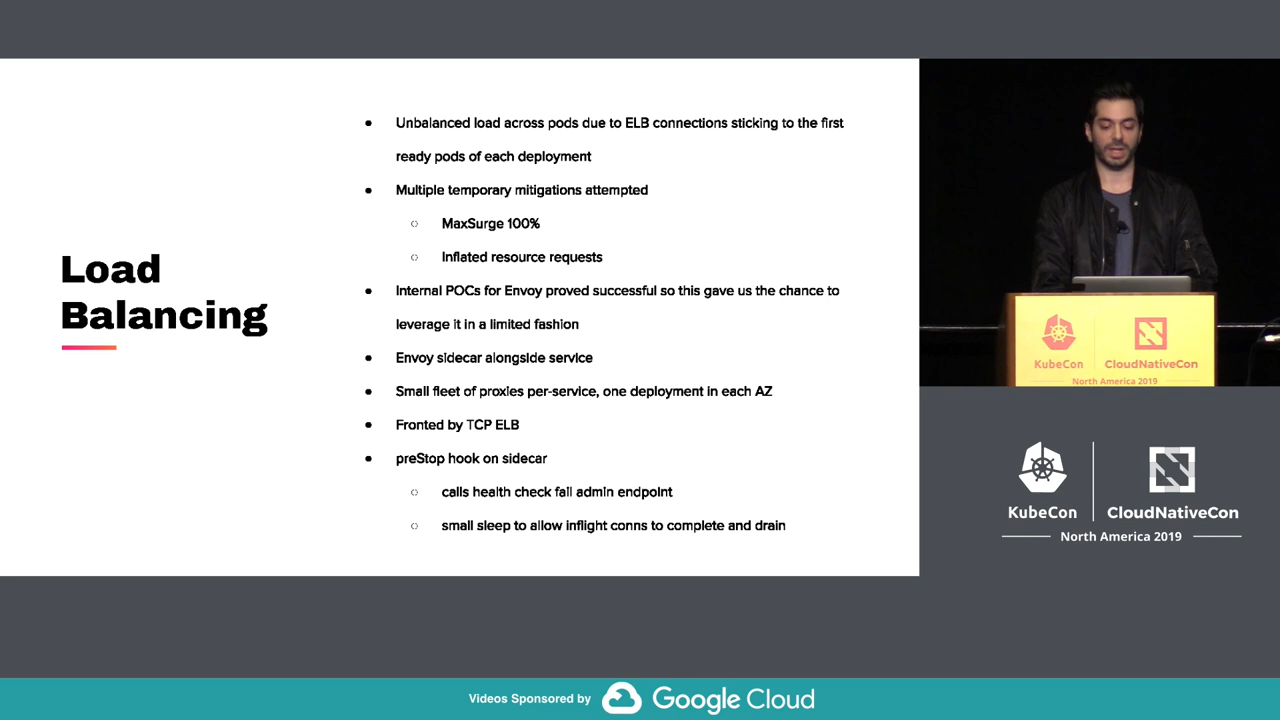 Load
Balancing
● Unbalanced load across pods due to ELB connections sticking to the first
ready pods of each deployment
● Multiple temporary mitigations attempted
○ MaxSurge 100%
○ Inflated resource requests
● Internal POCs for Envoy proved successful so this gave us the chance to
leverage it in a limited fashion
● Envoy sidecar alongside service
● Small fleet of proxies per-service, one deployment in each AZ
● Fronted by TCP ELB
● preStop hook on sidecar
○ calls health check fail admin endpoint
○ small sleep to allow inflight conns to complete and drain
KubeCon CloudNativeCon
North America 2019
KubeCon CloudNativeCon
North America 2019
Videos Sponsored by Google Cloud